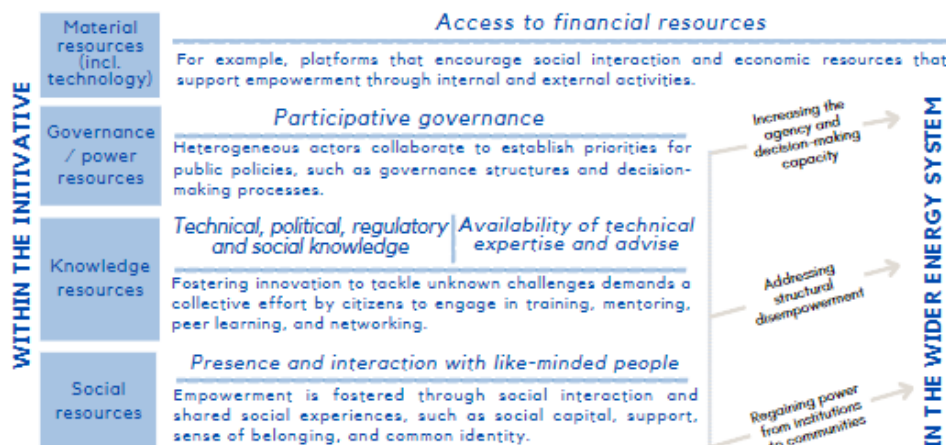 WITHIN THE INITIVATIVE
Material
resources
(incl.
technology)
Access to financial resources
For example, platforms that encourage social interaction and economic resources that
support empowerment through internal and external activities.
Governance
/ power
resources
Participative governance
Heterogeneous actors collaborate to establish priorities for
public policies, such as governance structures and decision-
making processes.
Knowledge
resources
Technical, political, regulatory
and social knowledge
Availability of technical
expertise and advise
Fostering innovation to tackle unknown challenges demands a
collective effort by citizens to engage in training, mentoring,
peer learning, and networking.
Social
resources
Presence and interaction with like-minded people
Empowerment is fostered through social interaction and
shared social experiences, such as social capital, support,
sense of belonging, and common identity.
Increasing the
agency and
decision-making
capacity
Addressing
structural
disempowerment
Regaining power
from institutions
to communities
IN THE WIDER ENERGY SYSTEM